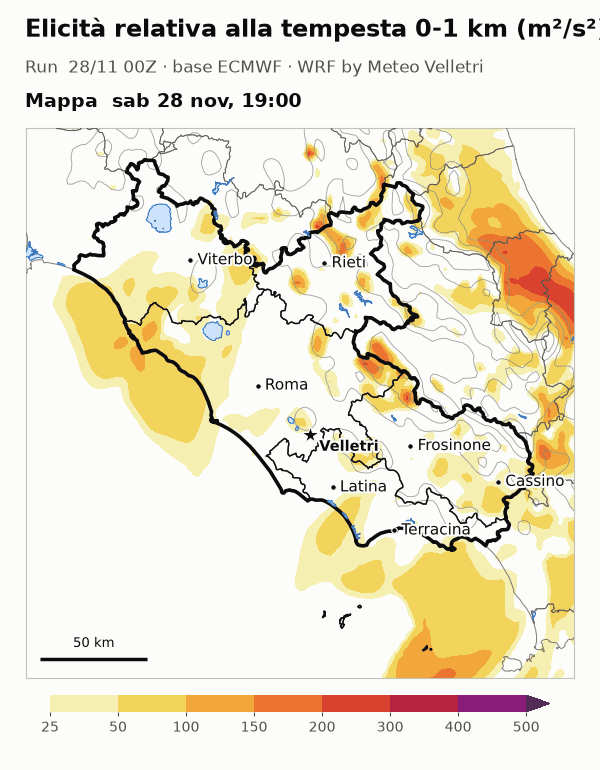 Elicità relativa alla tempesta 0-1 km (m²/s²)
Run 28/11 00Z · base ECMWF · WRF by Meteo Velletri
Mappa sab 28 nov, 19:00
Viterbo
Rieti
Roma
Velletri
Frosinone
Latina
Cassino
Terracina
50 km
25 50 100 150 200 300 400 500